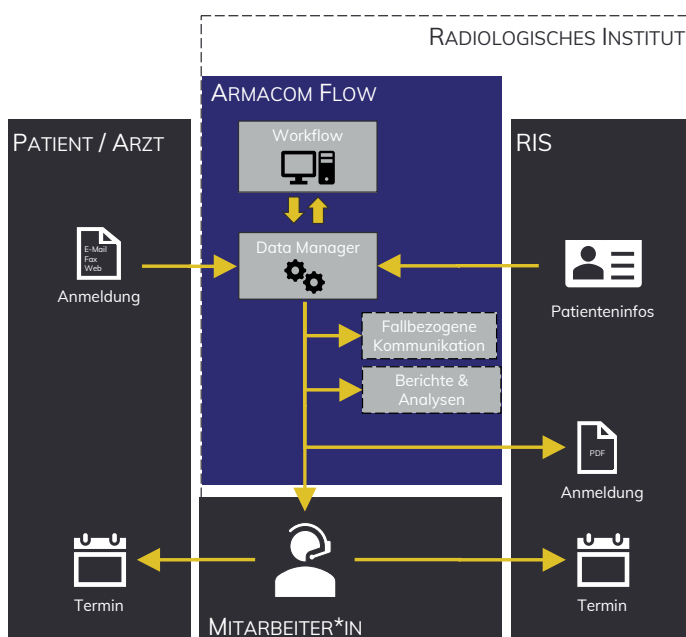 RADIOLOGISCHES INSTITUT
ARMACOM FLOW
PATIENT / ARZT
RIS
Workflow
Data Manager
E-Mail
Fax
Web
Anmeldung
Patienteninfos
Fallbezogene
Kommunikation
Berichte &
Analysen
PDF
Anmeldung
Termin
Termin
MITARBEITER*IN